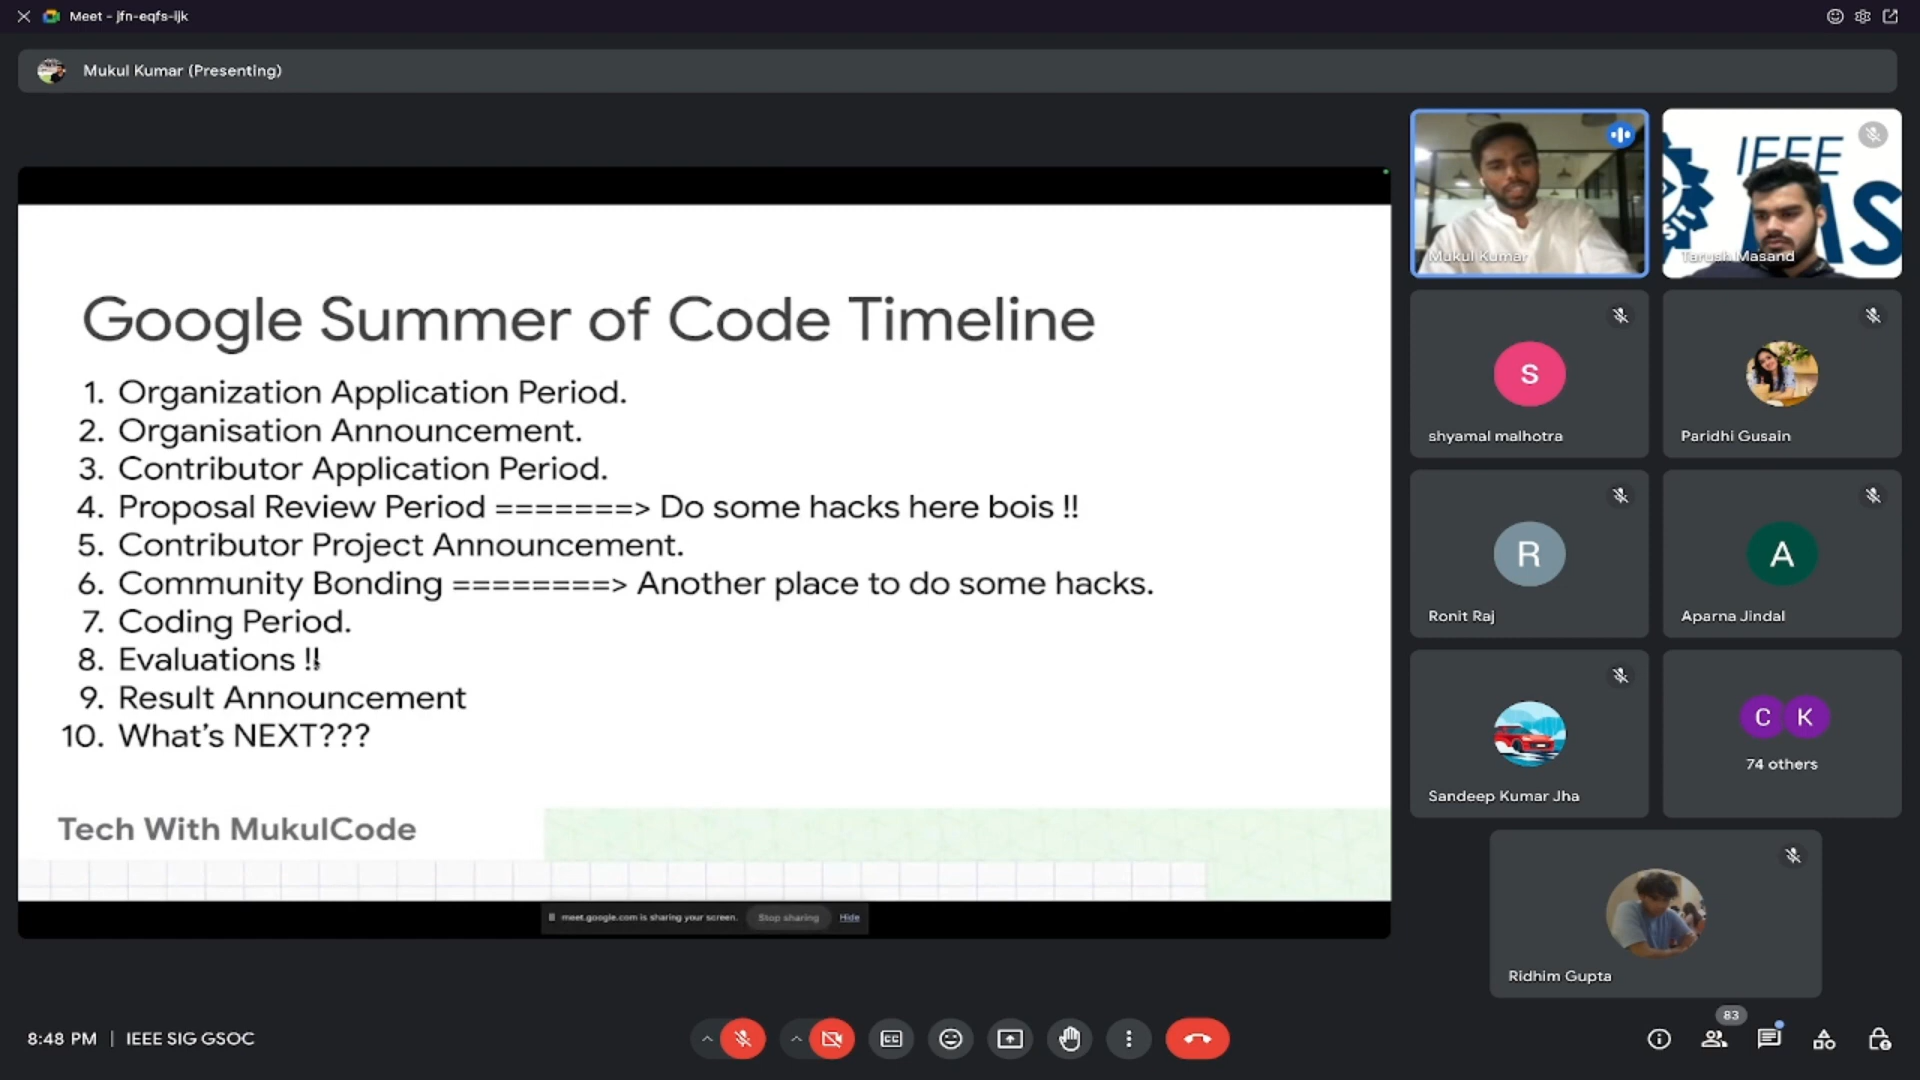 Meet - jfn-eqfs-ijk
Mukul Kumar (Presenting)
Google Summer of Code Timeline
1. Organization Application Period.
2. Organisation Announcement.
3. Contributor Application Period.
4. Proposal Review Period =======> Do some hacks here bois !!
5. Contributor Project Announcement.
6. Community Bonding ========> Another place to do some hacks.
7. Coding Period.
8. Evaluations !!
9. Result Announcement
10. What's NEXT???
Tech With MukulCode
meet.google.com is sharing your screen.
Stop sharing
Hide
Mukul Kumar
IEEE
SIT
Tarush Masand
S
shyamal malhotra
Paridhi Gusain
R
Ronit Raj
A
Aparna Jindal
Sandeep Kumar Jha
C K
74 others
Ridhim Gupta
8:48 PM | IEEE SIG GSOC
CC
83